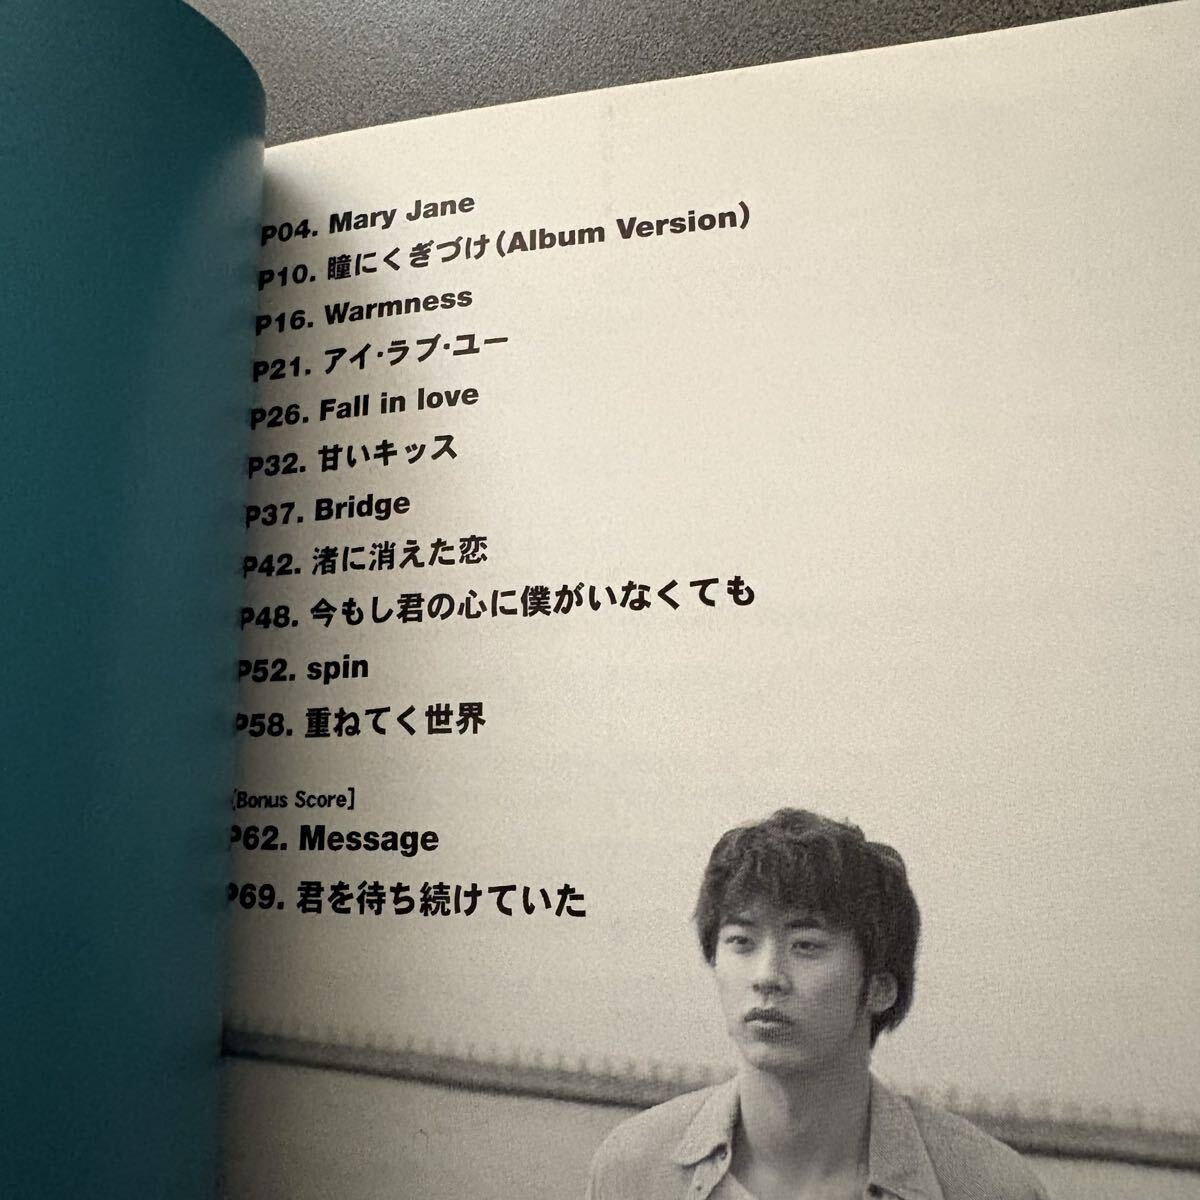 P04. Mary Jane
P10. 瞳にくぎづけ(Album Version)
P16. Warmness
P21. アイ・ラブ・ユー
P26. Fall in love
P32. 甘いキッス
P37. Bridge
P42. 渚に消えた恋
P48. 今もし君の心に僕がいなくても
P52. spin
P58. 重ねてく世界
[Bonus Score]
P62. Message
P69. 君を待ち続けていた